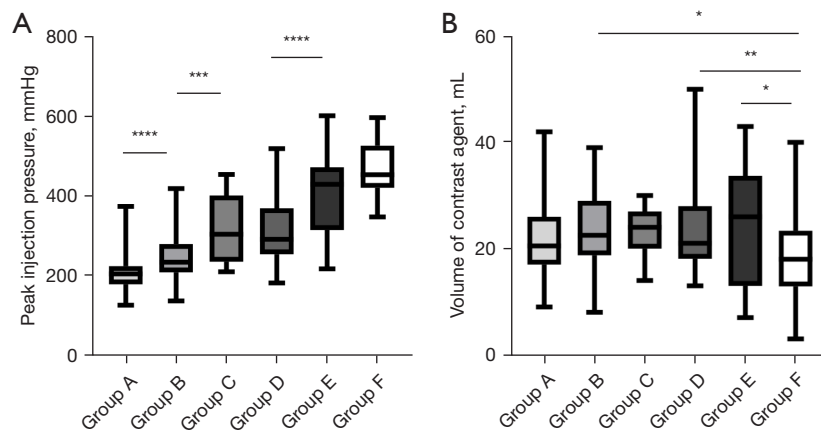 A
Peak injection pressure, mmHg
800
600
400
200
0
****
***
****
Group A
Group B
Group C
Group D
Group E
Group F
B
Volume of contrast agent, mL
60
40
20
0
*
**
*
Group A
Group B
Group C
Group D
Group E
Group F